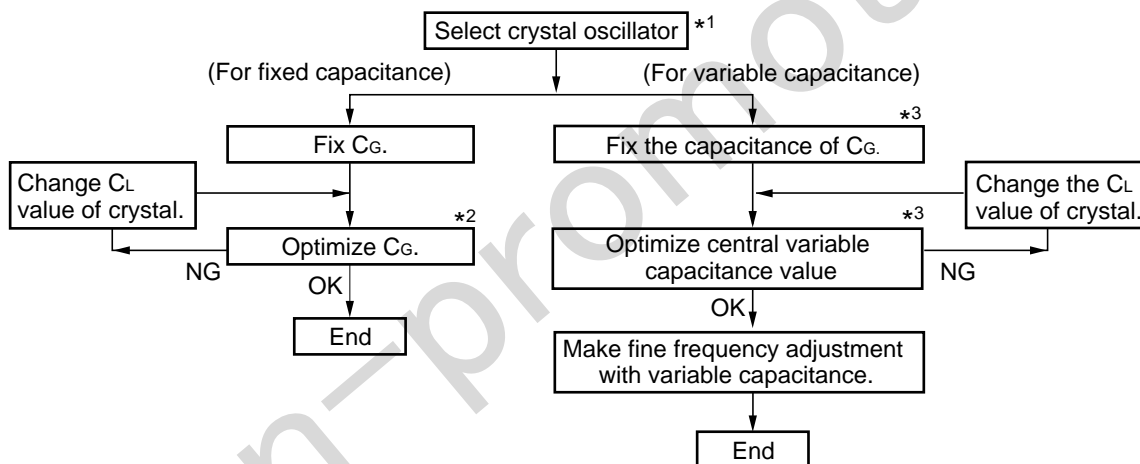 Select crystal oscillator *1
(For fixed capacitance)
(For variable capacitance)
Fix CG.
Change CL
value of crystal.
*2
Optimize CG.
NG
OK
End
*3
Fix the capacitance of CG.
Change the CL
value of crystal.
*3
Optimize central variable
capacitance value
NG
OK
Make fine frequency adjustment
with variable capacitance.
End
n–promot